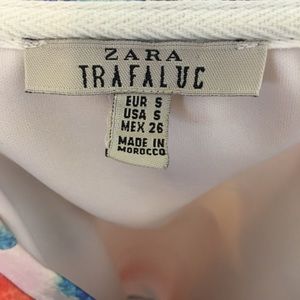 ZARA
TRAFALUC
EUR S
USA S
MEX 26
MADE IN
MOROCCO